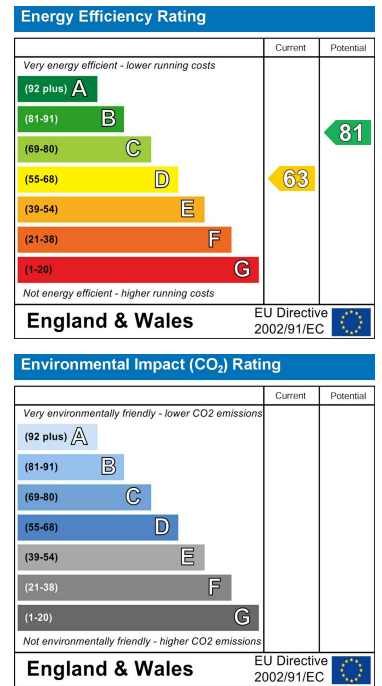 Energy Efficiency Rating
Current Potential
Very energy efficient - lower running costs
(92 plus) A
(81-91) B
(69-80) C
(55-68) D
(39-54) E
(21-38) F
(1-20) G
63
81
Not energy efficient - higher running costs
England & Wales
EU Directive
2002/91/EC
Environmental Impact (CO₂) Rating
Current Potential
Very environmentally friendly - lower CO2 emissions
(92 plus) A
(81-91) B
(69-80) C
(55-68) D
(39-54) E
(21-38) F
(1-20) G
Not environmentally friendly - higher CO2 emissions
England & Wales
EU Directive
2002/91/EC